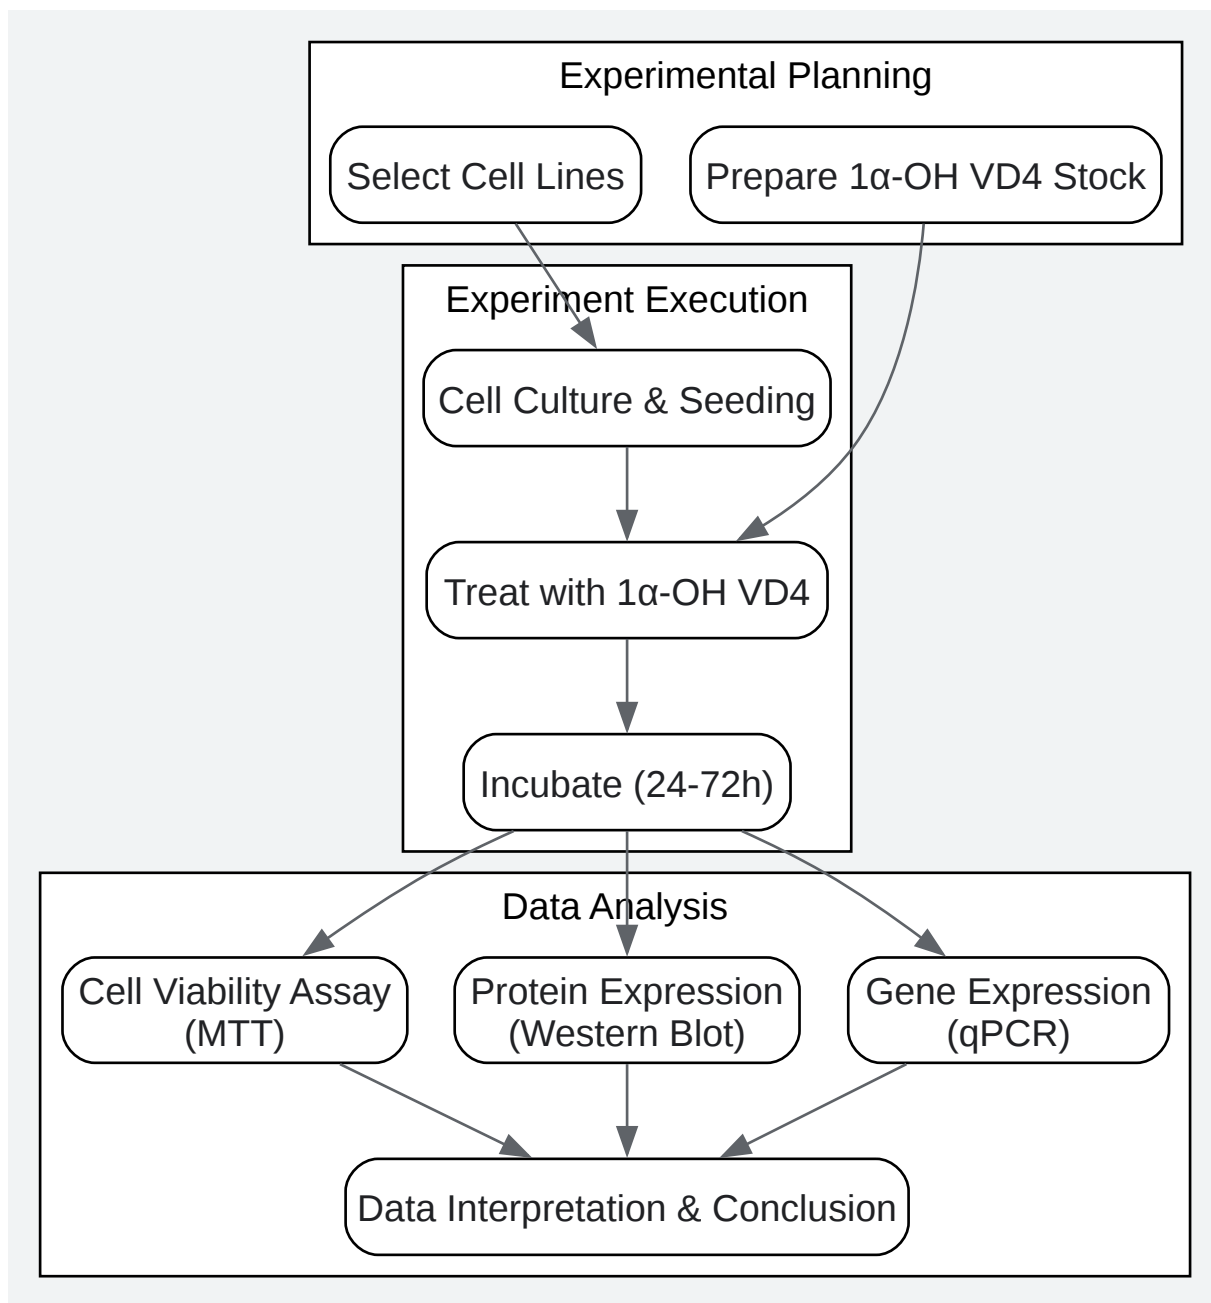 Experimental Planning
Select Cell Lines
Prepare 1α-OH VD4 Stock
Experiment Execution
Cell Culture & Seeding
Treat with 1α-OH VD4
Incubate (24-72h)
Data Analysis
Cell Viability Assay
(MTT)
Protein Expression
(Western Blot)
Gene Expression
(qPCR)
Data Interpretation & Conclusion